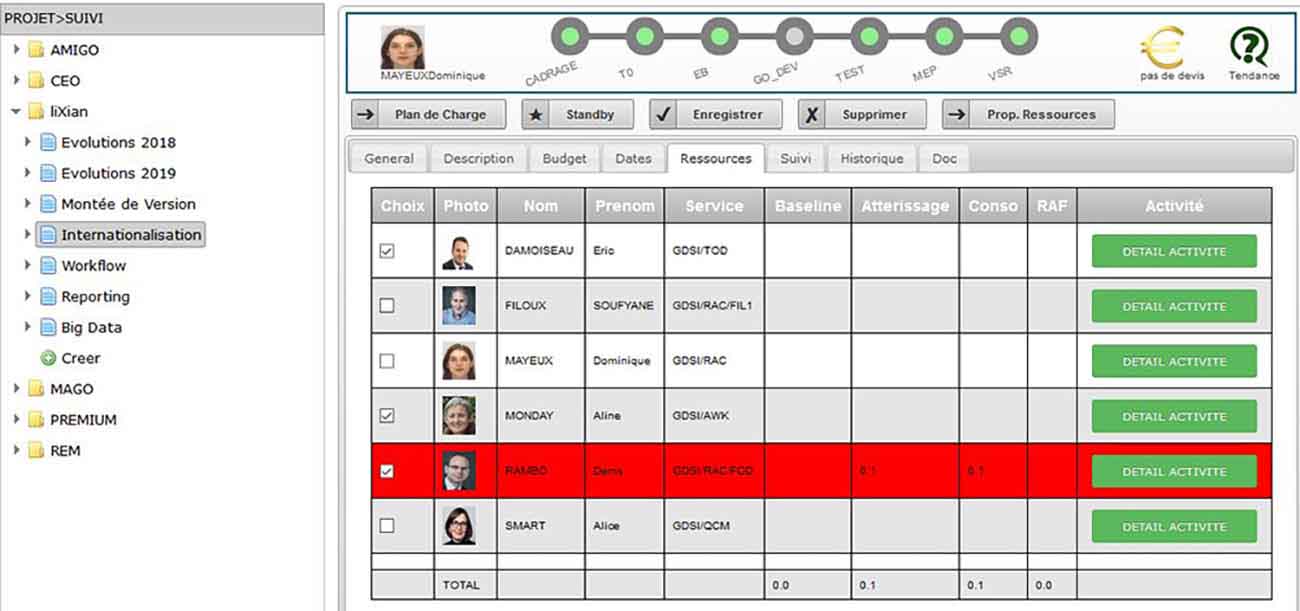 PROJET>SUIVI
AMIGO
CEO
liXian
Evolutions 2018
Evolutions 2019
Montée de Version
Internationalisation
Workflow
Reporting
Big Data
Creer
MAGO
PREMIUM
REM
MAYEUXDominique
CADRAGE T0 EB GO_DEV TEST MEP VSR
pas de devis
Tendance
Plan de Charge Standby Enregistrer Supprimer Prop. Ressources
General Description Budget Dates Ressources Suivi Historique Doc
Choix Photo Nom Prenom Service Baseline Atterissage Conso RAF Activité
DAMOISEAU Eric GDSI/TOD DETAIL ACTIVITE
FILOUX SOUFYANE GDSI/RAC/FIL1 DETAIL ACTIVITE
MAYEUX Dominique GDSI/RAC DETAIL ACTIVITE
MONDAY Aline GDSI/AWK DETAIL ACTIVITE
RAMBO Denis GDSI/RAC/FCD 0.1 0.1 DETAIL ACTIVITE
SMART Alice GDSI/QCM DETAIL ACTIVITE
TOTAL 0.0 0.1 0.1 0.0